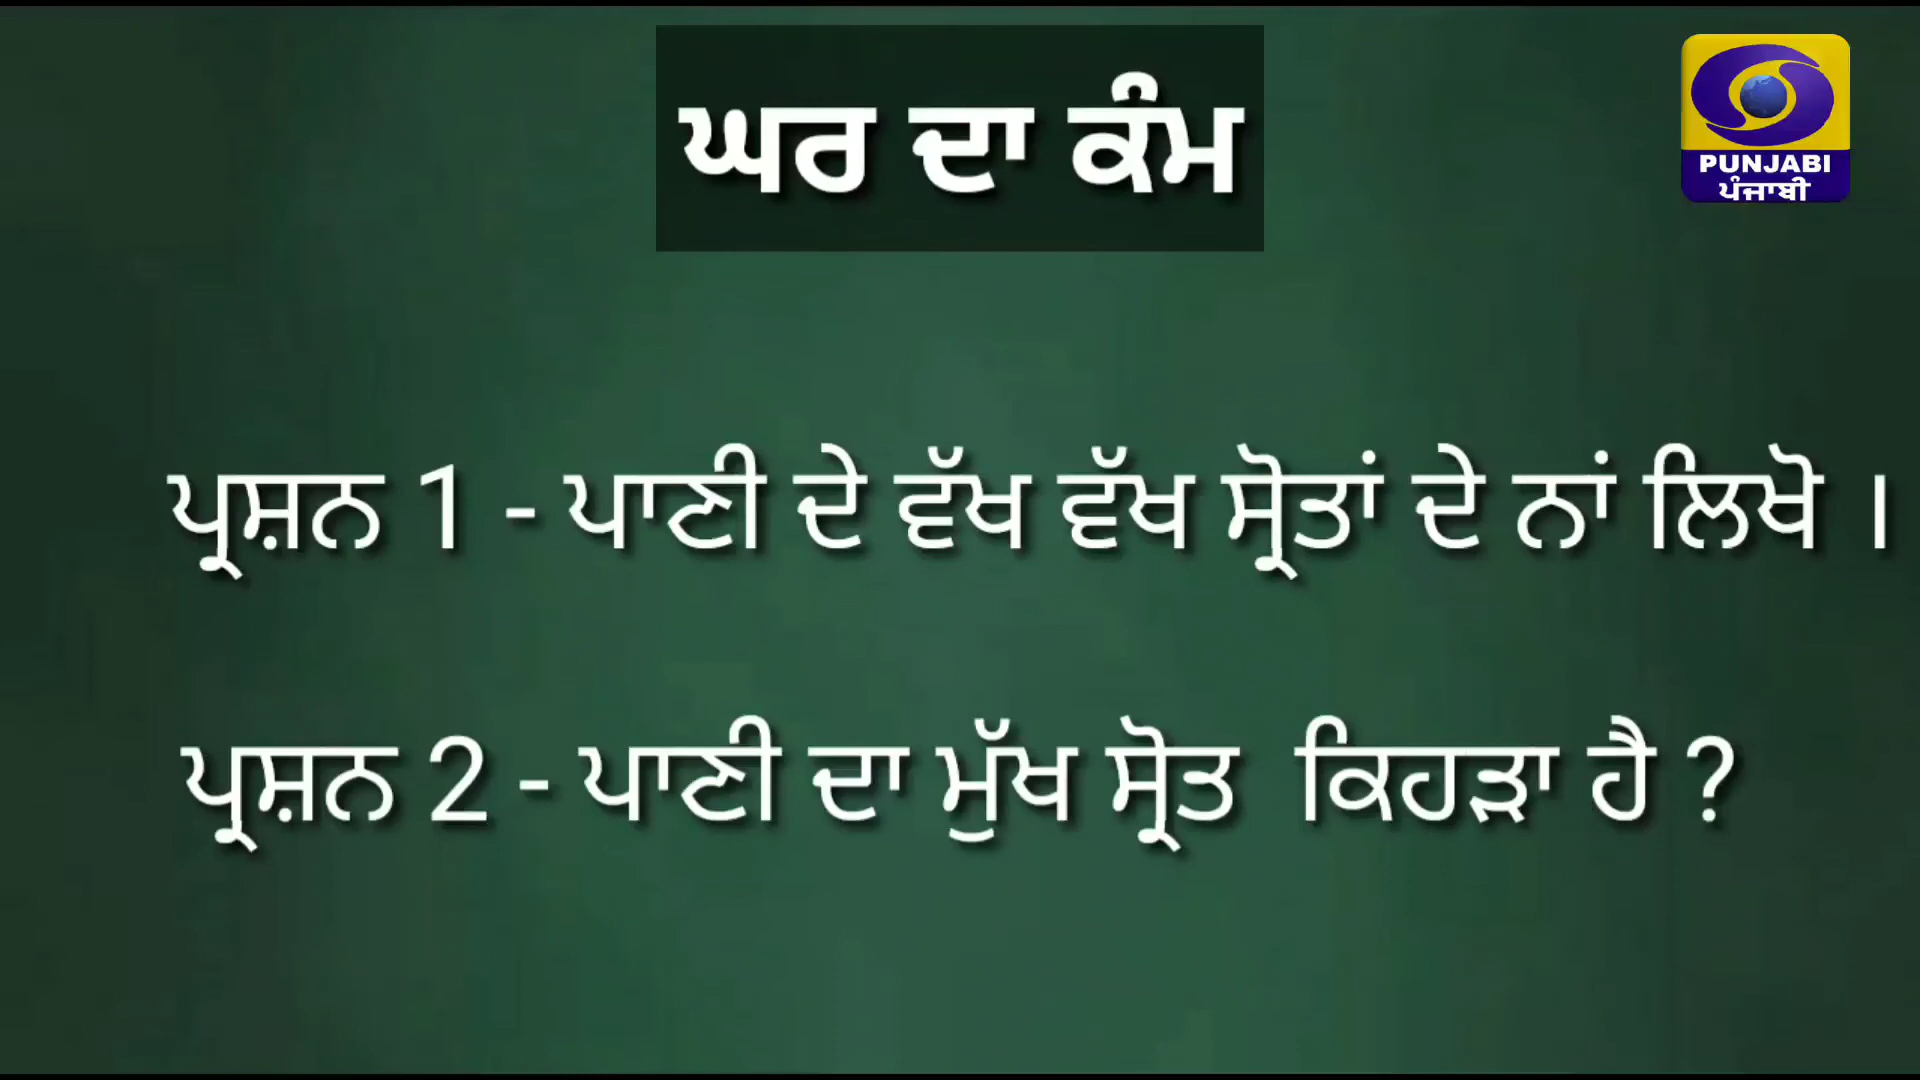 ਘਰ ਦਾ ਕੰਮ
PUNJABI
ਪੰਜਾਬੀ
ਪ੍ਰਸ਼ਨ 1 - ਪਾਣੀ ਦੇ ਵੱਖ ਵੱਖ ਸ੍ਰੋਤਾਂ ਦੇ ਨਾਂ ਲਿਖੋ ।
ਪ੍ਰਸ਼ਨ 2 - ਪਾਣੀ ਦਾ ਮੁੱਖ ਸ੍ਰੋਤ ਕਿਹੜਾ ਹੈ ?